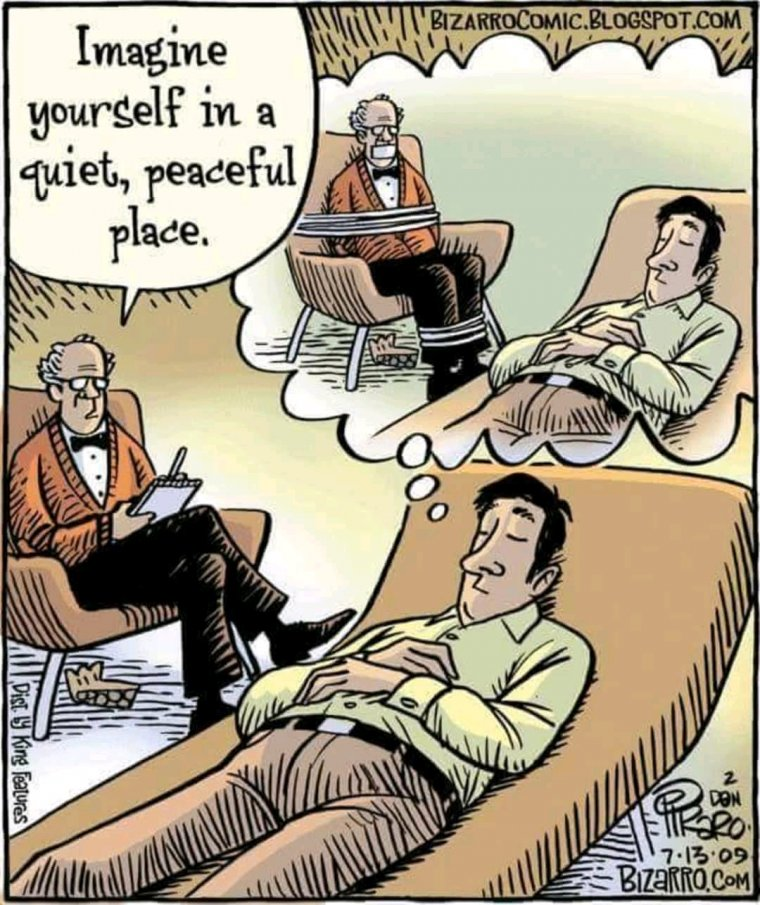 BIZARROCOMIC.BLOGSPOT.COM
Imagine
yourself in a
quiet, peaceful
place.
Dist. by King Features
2
DAN
PIRARO.
7·13·09
BIZARRO.COM